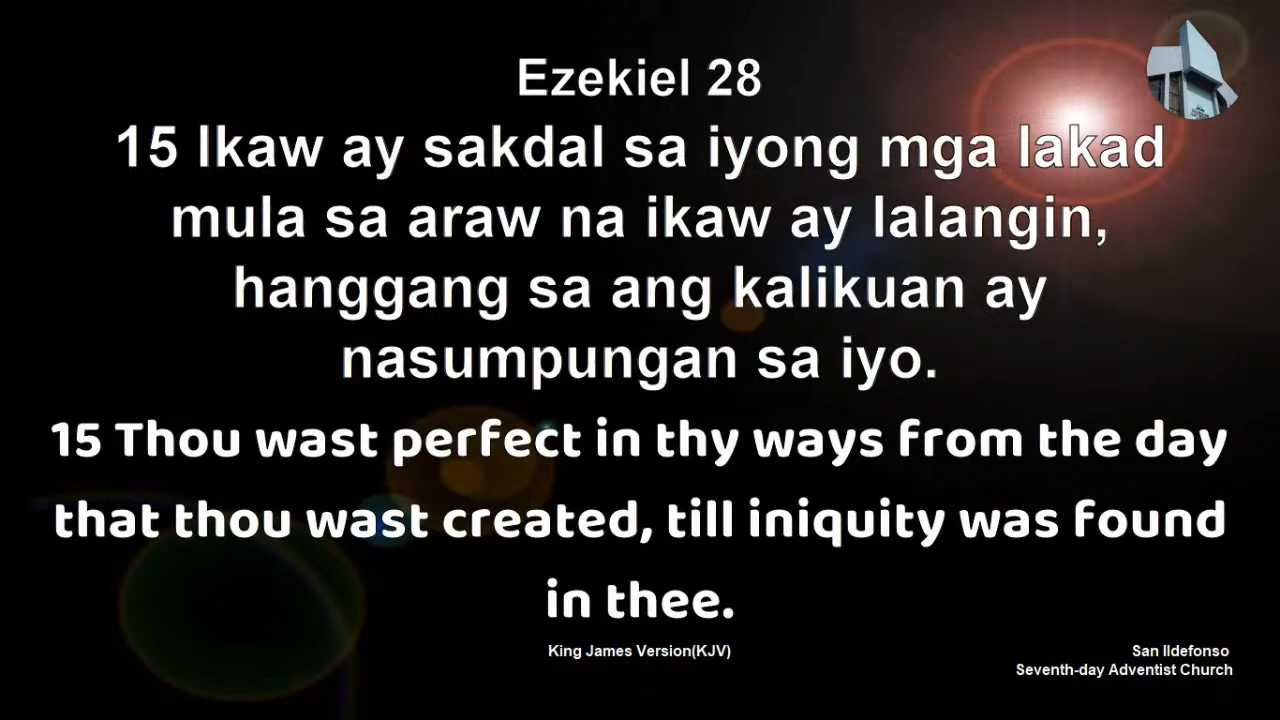 Ezekiel 28
15 Ikaw ay sakdal sa iyong mga lakad
mula sa araw na ikaw ay lalangin,
hanggang sa ang kalikuan ay
nasumpungan sa iyo.
15 Thou wast perfect in thy ways from the day
that thou wast created, till iniquity was found
in thee.
King James Version(KJV)
San Ildefonso
Seventh-day Adventist Church